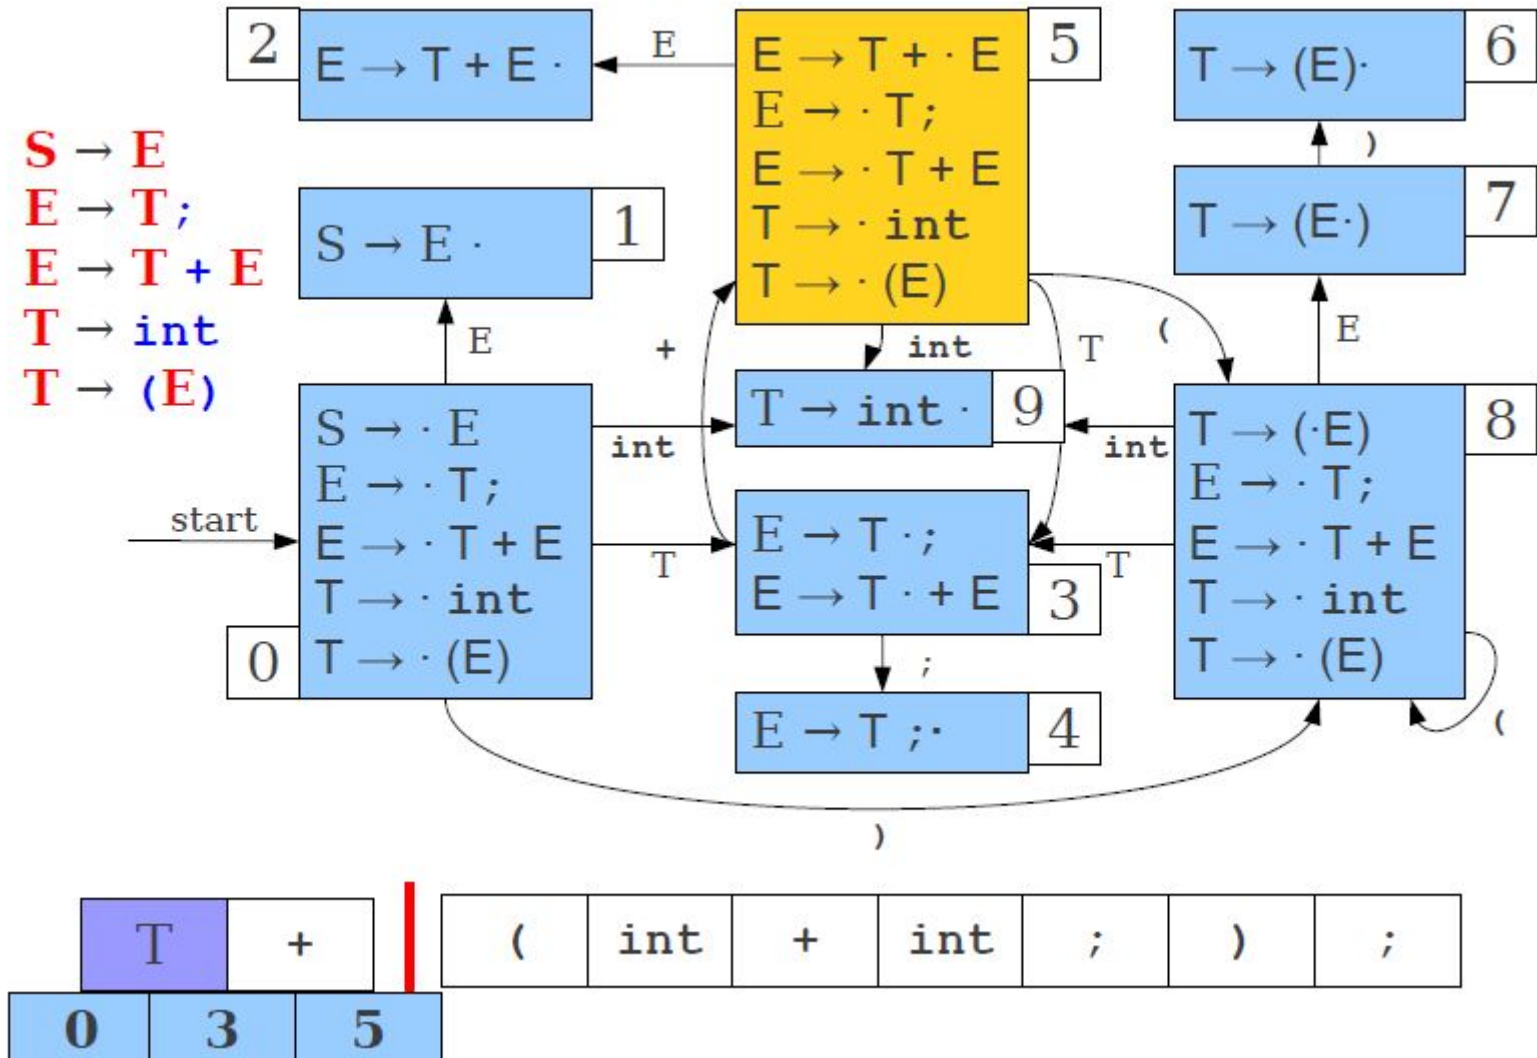 2
E → T + E ·
E
E → T + · E
E → · T;
E → · T + E
T → · int
T → · (E)
5
T → (E)·
6
)
T → (E·)
7
S → E
E → T;
E → T + E
T → int
T → (E)
S → E ·
1
E
+
int
T
(
E
S → · E
E → · T;
E → · T + E
T → · int
T → · (E)
0
start
int
T
T → int ·
9
int
T
E → T ·;
E → T · + E
3
;
E → T ;·
4
T → (·E)
E → · T;
E → · T + E
T → · int
T → · (E)
8
(
)
T +
( int + int ; ) ;
0 3 5